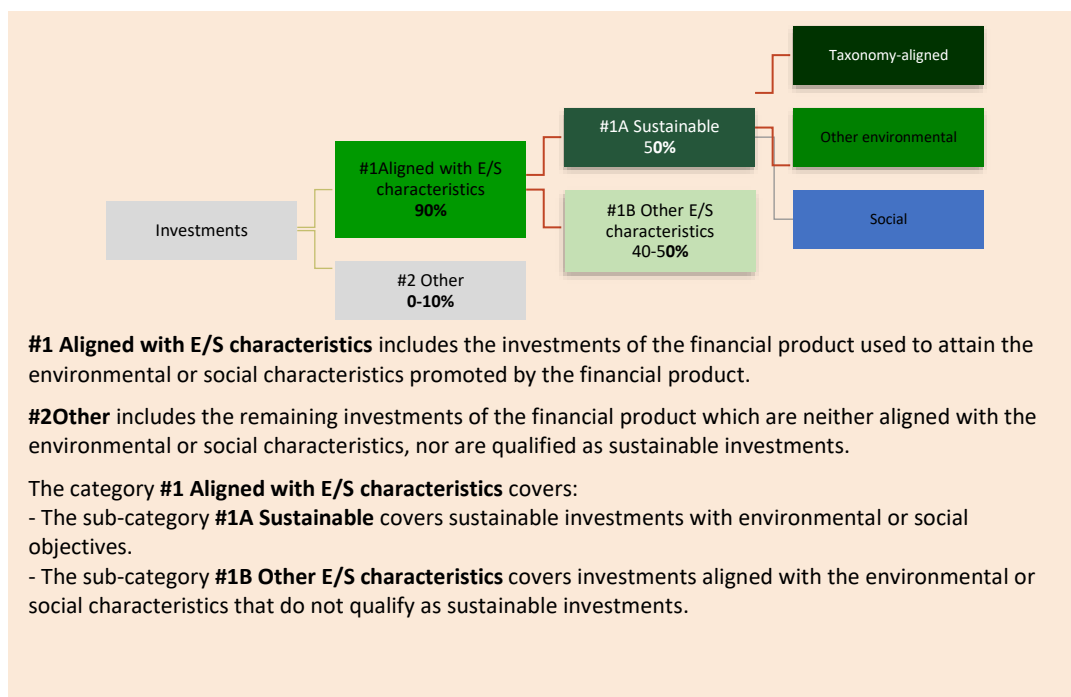 Taxonomy-aligned
#1A Sustainable
50%
Other environmental
#1Aligned with E/S
characteristics
90%
#1B Other E/S
characteristics
40-50%
Social
Investments
#2 Other
0-10%
#1 Aligned with E/S characteristics includes the investments of the financial product used to attain the
environmental or social characteristics promoted by the financial product.
#2Other includes the remaining investments of the financial product which are neither aligned with the
environmental or social characteristics, nor are qualified as sustainable investments.
The category #1 Aligned with E/S characteristics covers:
- The sub-category #1A Sustainable covers sustainable investments with environmental or social
objectives.
- The sub-category #1B Other E/S characteristics covers investments aligned with the environmental or
social characteristics that do not qualify as sustainable investments.